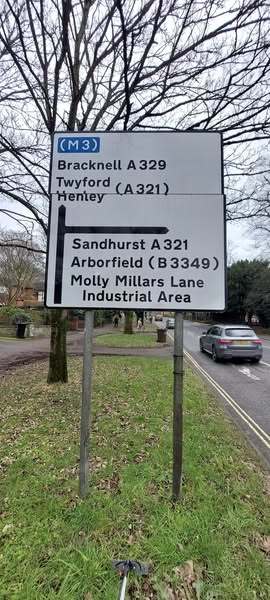 (M3)
Bracknell A329
Twyford
(A321)
Henley
Sandhurst A321
Arborfield (B3349)
Molly Millars Lane
Industrial Area